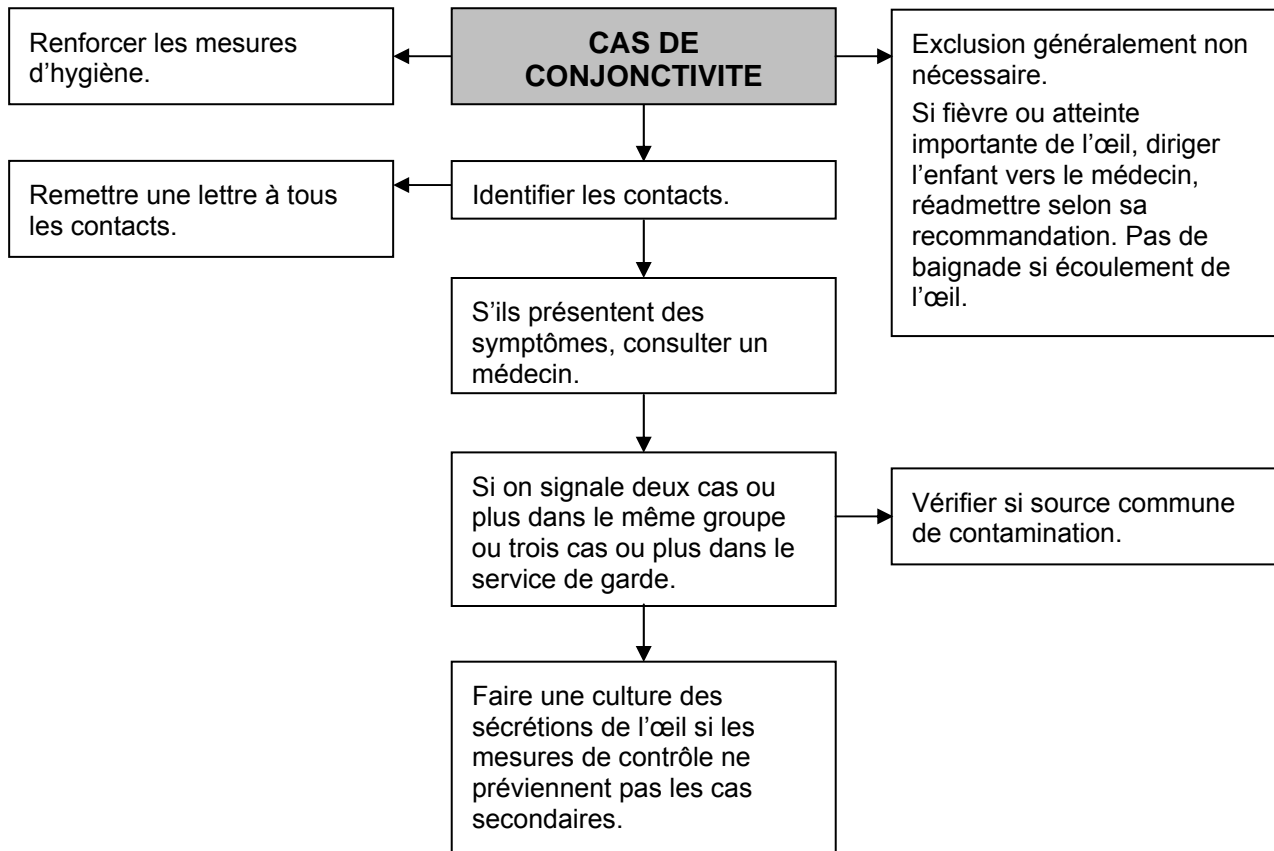 Renforcer les mesures
d'hygiène.
CAS DE
CONJONCTIVITE
Exclusion généralement non
nécessaire.
Si fièvre ou atteinte
importante de l'œil, diriger
l'enfant vers le médecin,
réadmettre selon sa
recommandation. Pas de
baignade si écoulement de
l'œil.
Remettre une lettre à tous
les contacts.
Identifier les contacts.
S'ils présentent des
symptômes, consulter un
médecin.
Si on signale deux cas ou
plus dans le même groupe
ou trois cas ou plus dans le
service de garde.
Vérifier si source commune
de contamination.
Faire une culture des
sécrétions de l'œil si les
mesures de contrôle ne
préviennent pas les cas
secondaires.